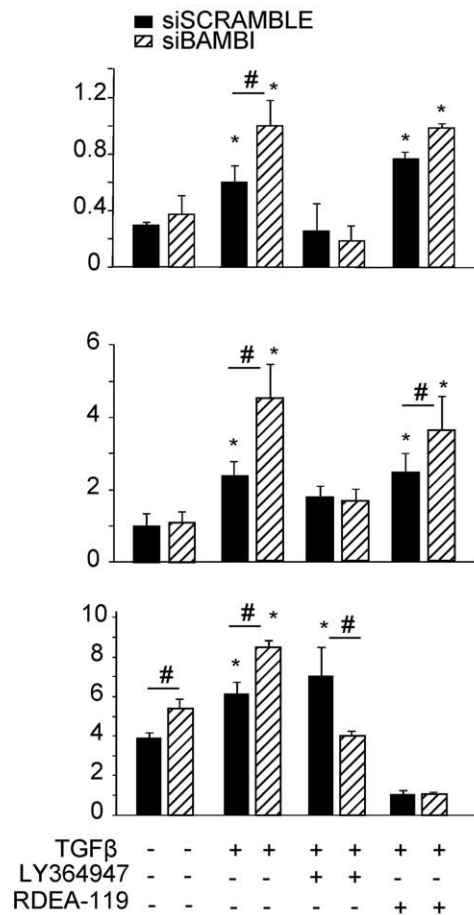 siSCRAMBLE
siBAMBI
# * *
1.2 * *
0.8 *
0.4
0
6
# * # *
4 * *
2
0
10
# * * #
8 # *
6
4
2
0
TGFβ - - + + + + + +
LY364947 - - - - + + - -
RDEA-119 - - - - - - + +